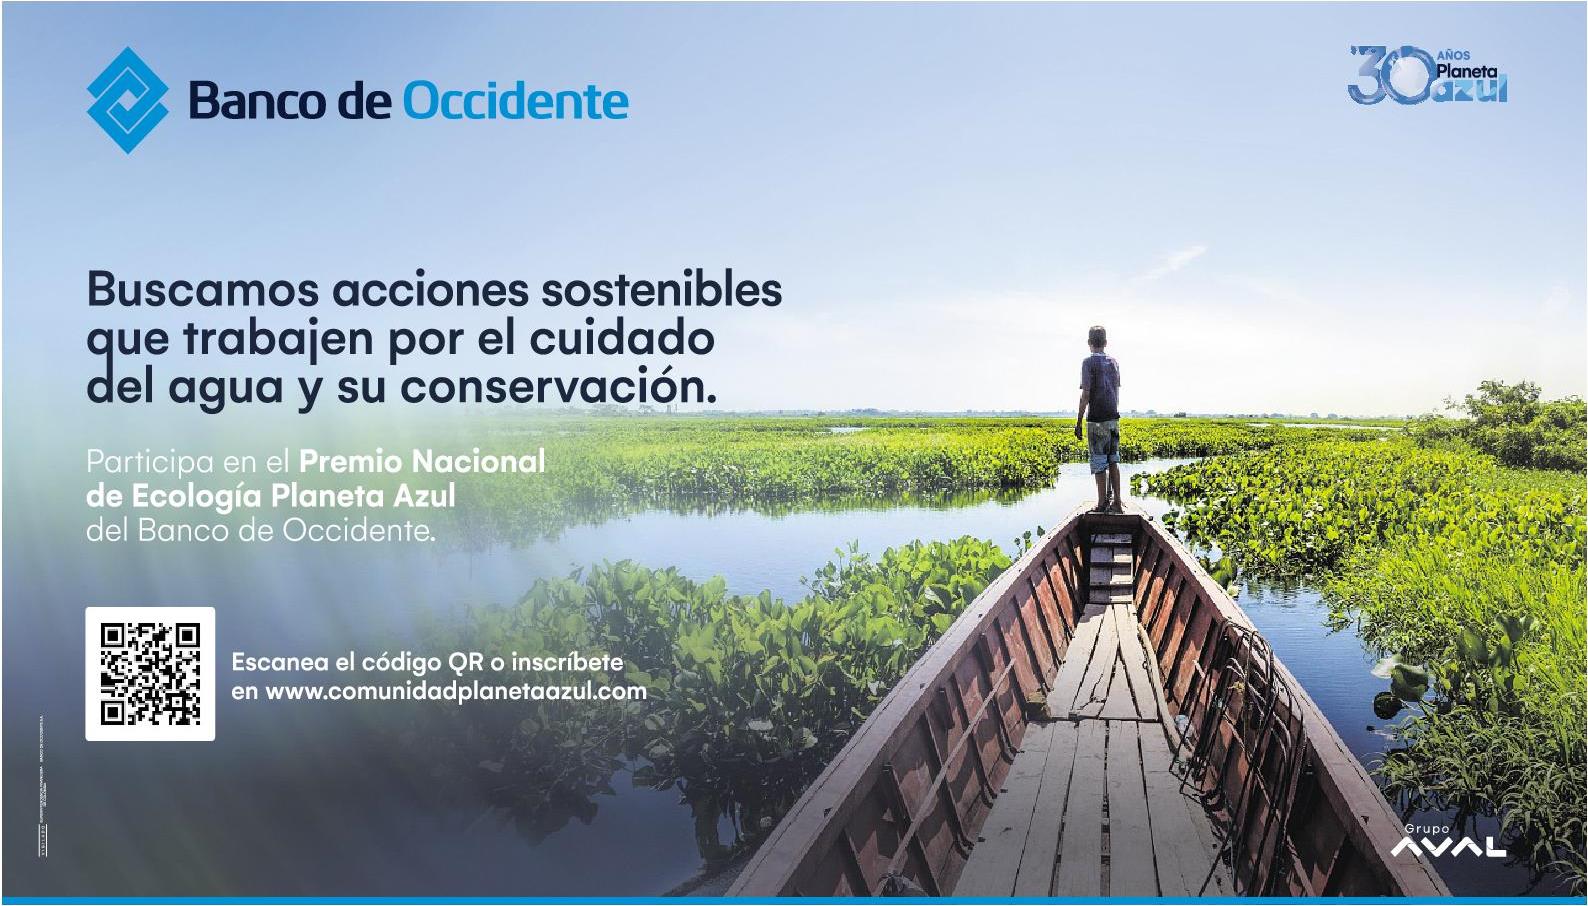 Banco de Occidente
30 AÑOS
Planeta
azul
Buscamos acciones sostenibles
que trabajen por el cuidado
del agua y su conservación.
Participa en el Premio Nacional
de Ecología Planeta Azul
del Banco de Occidente.
Escanea el código QR o inscríbete
en www.comunidadplanetaazul.com
Grupo
AVAL